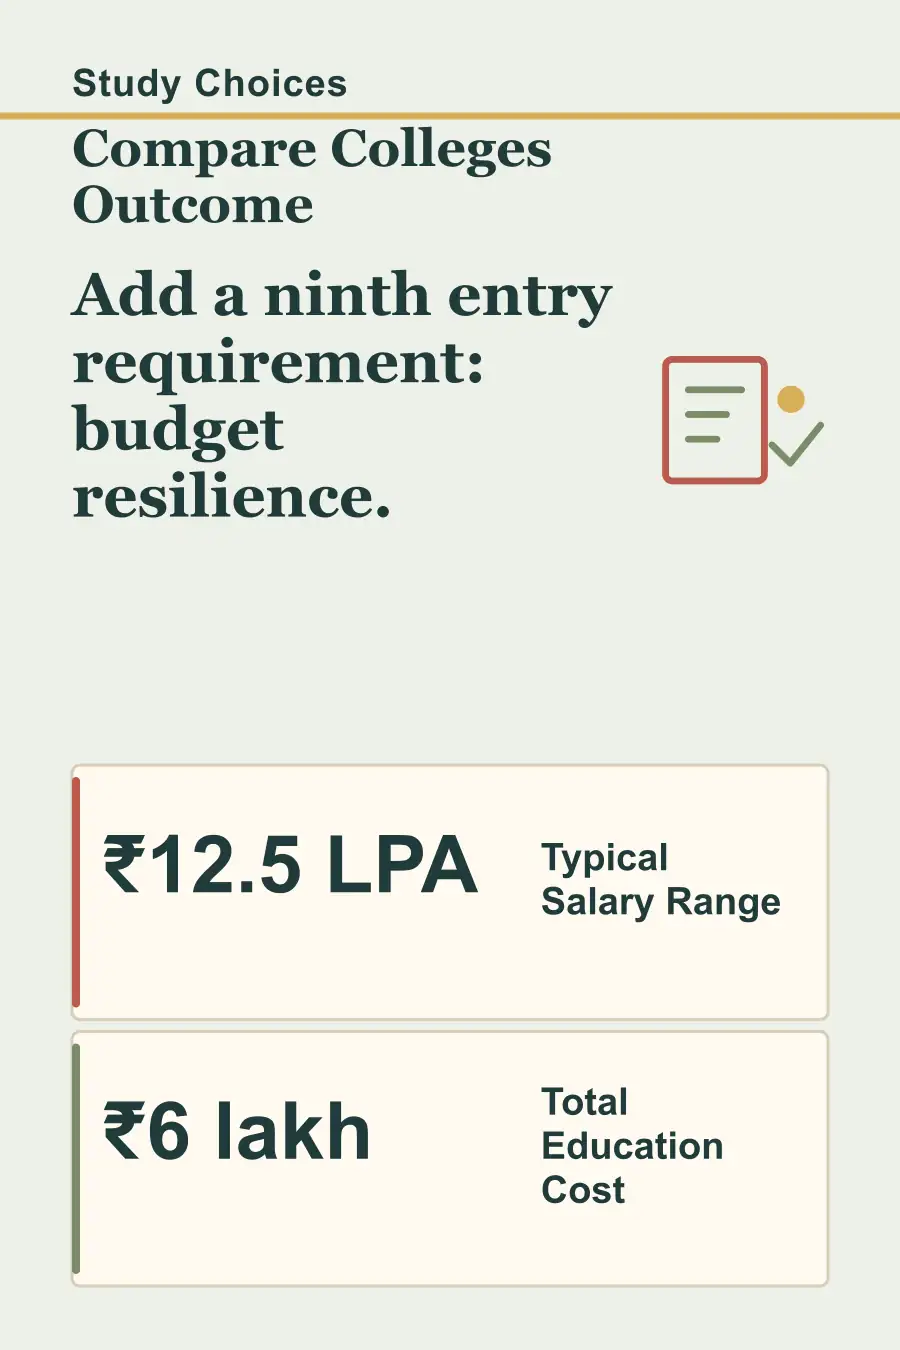 Study Choices
Compare Colleges
Outcome
Add a ninth entry
requirement:
budget
resilience.
₹12.5 LPA
Typical
Salary Range
₹6 lakh
Total
Education
Cost